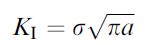 K_I = σ√πa